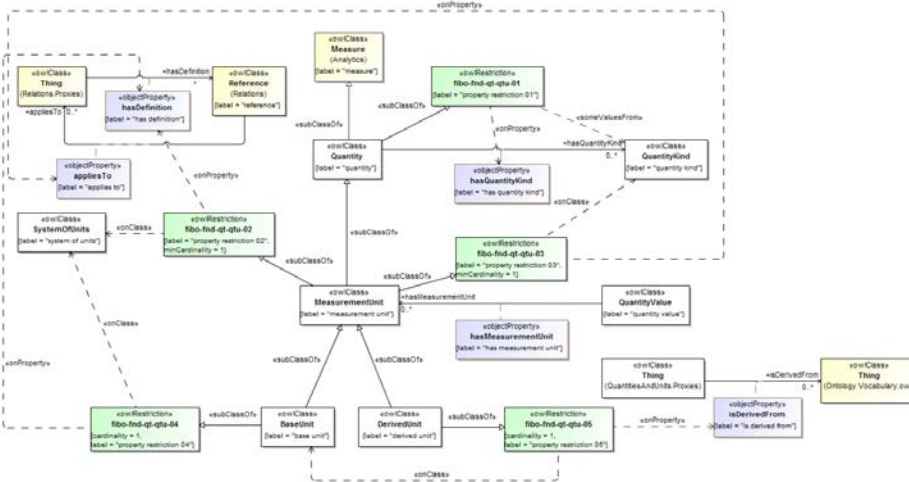 «onProperty»
«owlClass»
Measure
(Analytics)
[label = "measure"]
«owlClass»
Thing
(Relations.Proxies)
+hasDefinition
*
«owlClass»
Reference
(Relations)
[label = "reference"]
«owlRestriction»
fibo-fnd-qt-qtu-01
[label = "property restriction 01"]
+appliesTo 0..*
«objectProperty»
hasDefinition
[label = "has definition"]
«subClassOf»
«subClassOf»
«onProperty»
«someValuesFrom»
«owlClass»
Quantity
[label = "quantity"]
+hasQuantityKind
0..*
«owlClass»
QuantityKind
[label = "quantity kind"]
«objectProperty»
appliesTo
[label = "applies to"]
«onProperty»
«objectProperty»
hasQuantityKind
[label = "has quantity kind"]
«onClass»
«owlClass»
SystemOfUnits
[label = "system of units"]
«onClass»
«owlRestriction»
fibo-fnd-qt-qtu-02
[label = "property restriction 02",
minCardinality = 1]
«subClassOf»
«owlRestriction»
fibo-fnd-qt-qtu-03
[label = "property restriction 03",
minCardinality = 1]
«subClassOf»
«subClassOf»
«owlClass»
MeasurementUnit
[label = "measurement unit"]
+hasMeasurementUnit
0..*
«owlClass»
QuantityValue
[label = "quantity value"]
«onClass»
«objectProperty»
hasMeasurementUnit
[label = "has measurement unit"]
«onProperty»
«subClassOf»
«subClassOf»
«owlClass»
Thing
(QuantitiesAndUnits.Proxies)
+isDerivedFrom
0..*
«owlClass»
Thing
(Ontology Vocabulary.ow
«owlRestriction»
fibo-fnd-qt-qtu-04
[cardinality = 1,
label = "property restriction 04"]
«subClassOf»
«owlClass»
BaseUnit
[label = "base unit"]
«owlClass»
DerivedUnit
[label = "derived unit"]
«subClassOf»
«owlRestriction»
fibo-fnd-qt-qtu-05
[cardinality = 1,
label = "property restriction 05"]
«onProperty»
«objectProperty»
isDerivedFrom
[label = "is derived from"]
«onClass»